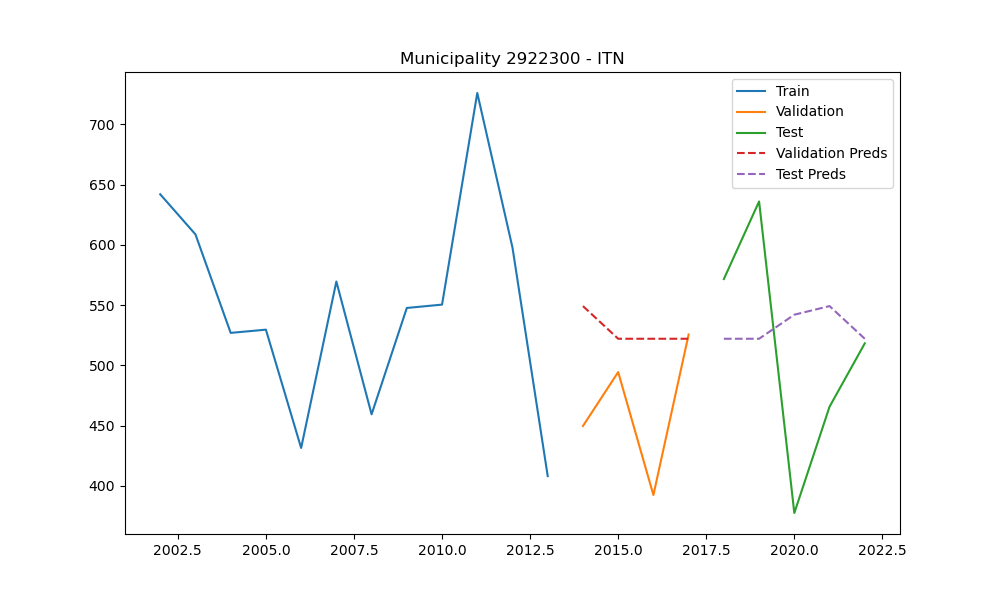 Municipality 2922300 - ITN
Train
Validation
Test
Validation Preds
Test Preds
700
650
600
550
500
450
400
2002.5 2005.0 2007.5 2010.0 2012.5 2015.0 2017.5 2020.0 2022.5